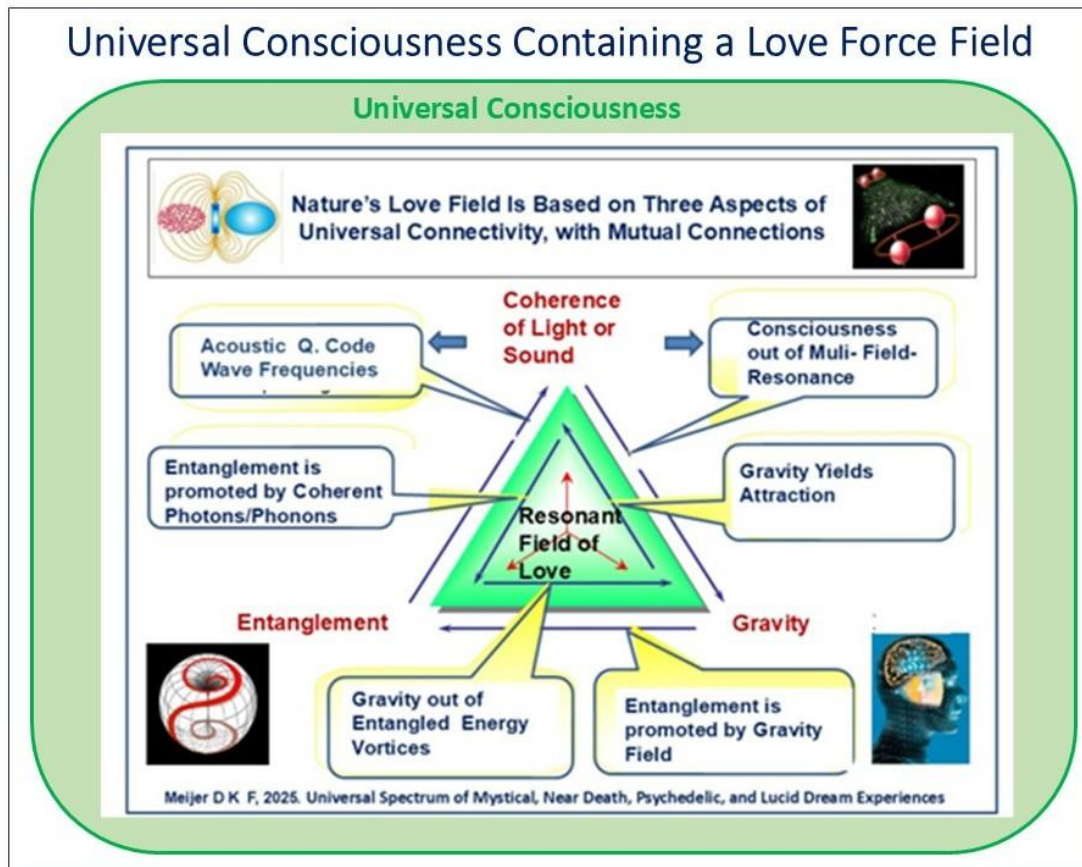 Universal Consciousness Containing a Love Force Field
Universal Consciousness
Nature's Love Field Is Based on Three Aspects of
Universal Connectivity, with Mutual Connections
Coherence
of Light or
Sound
Acoustic Q. Code
Wave Frequencies
Consciousness
out of Muli- Field-
Resonance
Entanglement is
promoted by Coherent
Photons/Phonons
Gravity Yields
Attraction
Resonant
Field of
Love
Entanglement
Gravity
Gravity out of
Entangled Energy
Vortices
Entanglement is
promoted by Gravity
Field
Meijer D K F, 2025. Universal Spectrum of Mystical, Near Death, Psychedelic, and Lucid Dream Experiences